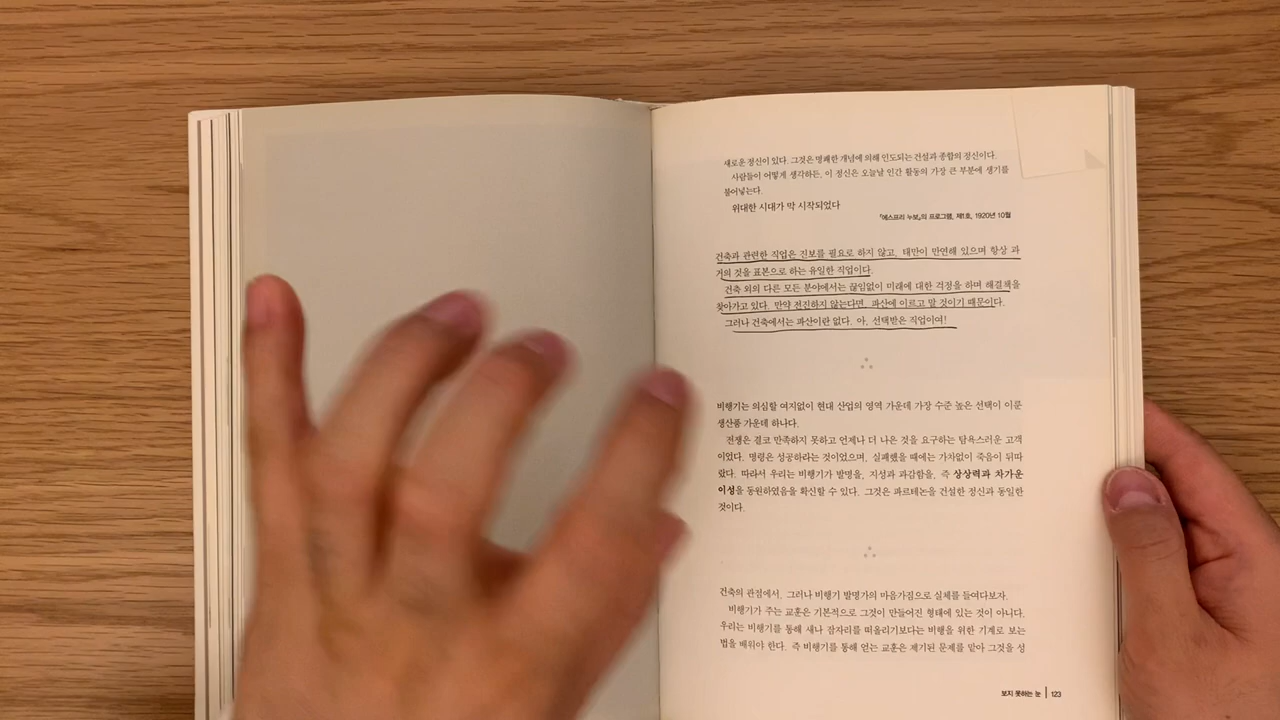 새로운 정신이 있다. 그것은 명쾌한 개념에 의해 인도되는 건설과 종합의 정신이다.
사람들이 어떻게 생각하든, 이 정신은 오늘날 인간 활동의 가장 큰 부분에 생기를
불어넣는다.
위대한 시대가 막 시작되었다
『에스프리 누보』의 프로그램, 제1호, 1920년 10월
건축과 관련한 직업은 진보를 필요로 하지 않고, 태만이 만연해 있으며 항상 과
거의 것을 표본으로 하는 유일한 직업이다.
건축 외의 다른 모든 분야에서는 끊임없이 미래에 대한 걱정을 하며 해결책을
찾아가고 있다. 만약 전진하지 않는다면, 파산에 이르고 말 것이기 때문이다.
그러나 건축에서는 파산이란 없다. 아, 선택받은 직업이여!
비행기는 의심할 여지없이 현대 산업의 영역 가운데 가장 수준 높은 선택이 이룬
생산품 가운데 하나다.
전쟁은 결코 만족하지 못하고 언제나 더 나은 것을 요구하는 탐욕스러운 고객
이었다. 명령은 성공하라는 것이었으며, 실패했을 때에는 가차없이 죽음이 뒤따
랐다. 따라서 우리는 비행기가 발명을, 지성과 과감함을, 즉 상상력과 차가운
이성을 동원하였음을 확신할 수 있다. 그것은 파르테논을 건설한 정신과 동일한
것이다.
건축의 관점에서, 그러나 비행기 발명가의 마음가짐으로 실체를 들여다보자.
비행기가 주는 교훈은 기본적으로 그것이 만들어진 형태에 있는 것이 아니다.
우리는 비행기를 통해 새나 잠자리를 떠올리기보다는 비행을 위한 기계로 보는
법을 배워야 한다. 즉 비행기를 통해 얻는 교훈은 제기된 문제를 맡아 그것을 성
보지 못하는 눈 123